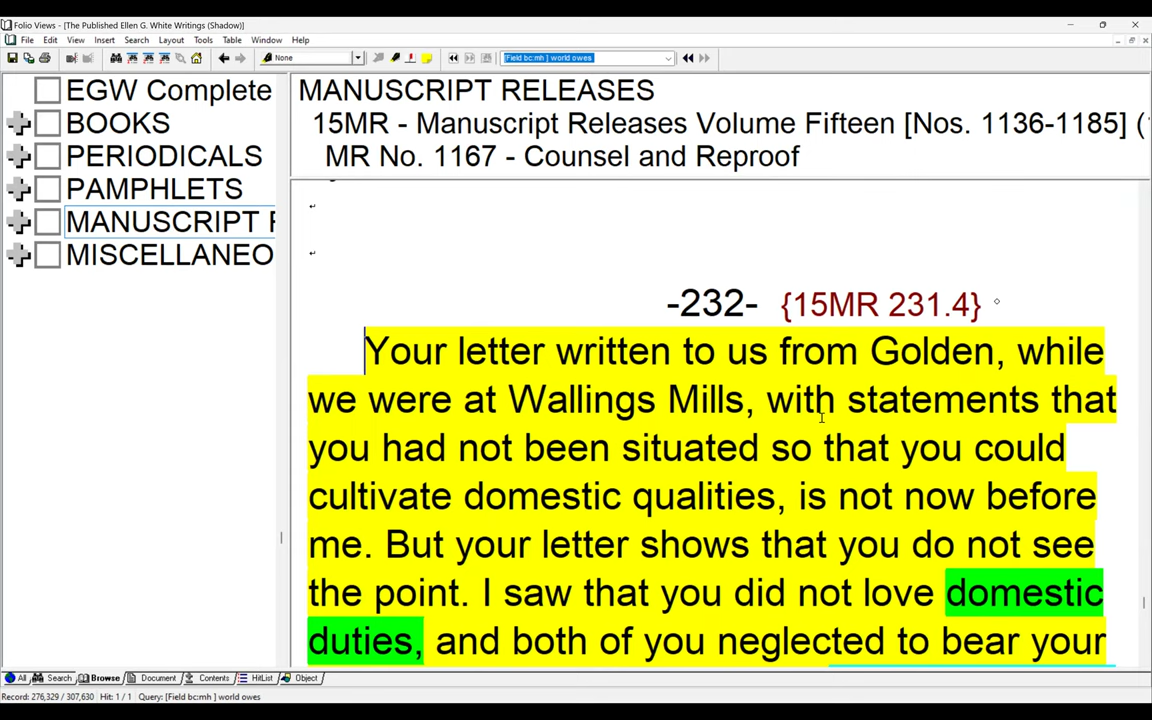 Folio Views - [The Published Ellen G. White Writings (Shadow)]
File Edit View Insert Search Layout Tools Table Window Help
None
[Field bc:mh ] world owes
EGW Complete
BOOKS
PERIODICALS
PAMPHLETS
MANUSCRIPT R
MISCELLANEO
MANUSCRIPT RELEASES
15MR - Manuscript Releases Volume Fifteen [Nos. 1136-1185] (
MR No. 1167 - Counsel and Reproof
-232- {15MR 231.4}
Your letter written to us from Golden, while
we were at Wallings Mills, with statements that
you had not been situated so that you could
cultivate domestic qualities, is not now before
me. But your letter shows that you do not see
the point. I saw that you did not love domestic
duties, and both of you neglected to bear your
All Search Browse Document Contents HitList Object
Record: 276,329 / 307,630 Hit: 1 / 1 Query: [Field bc:mh ] world owes